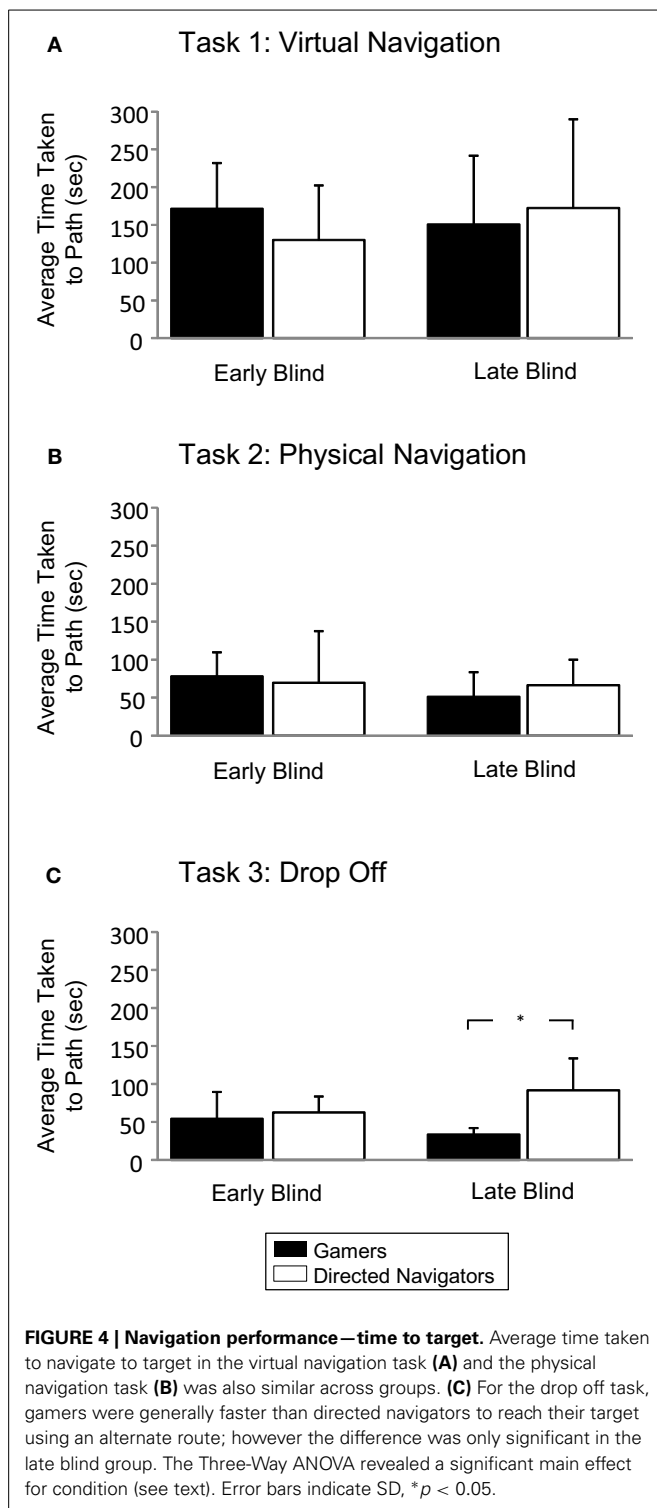 A Task 1: Virtual Navigation
Average Time Taken
to Path (sec)
300
250
200
150
100
50
0
Early Blind Late Blind
B Task 2: Physical Navigation
Average Time Taken
to Path (sec)
300
250
200
150
100
50
0
Early Blind Late Blind
C Task 3: Drop Off
Average Time Taken
to Path (sec)
300
250
200
150
100
50
0
*
Early Blind Late Blind
Gamers
Directed Navigators
FIGURE 4 | Navigation performance—time to target. Average time taken
to navigate to target in the virtual navigation task (A) and the physical
navigation task (B) was also similar across groups. (C) For the drop off task,
gamers were generally faster than directed navigators to reach their target
using an alternate route; however the difference was only significant in the
late blind group. The Three-Way ANOVA revealed a significant main effect
for condition (see text). Error bars indicate SD, *p < 0.05.